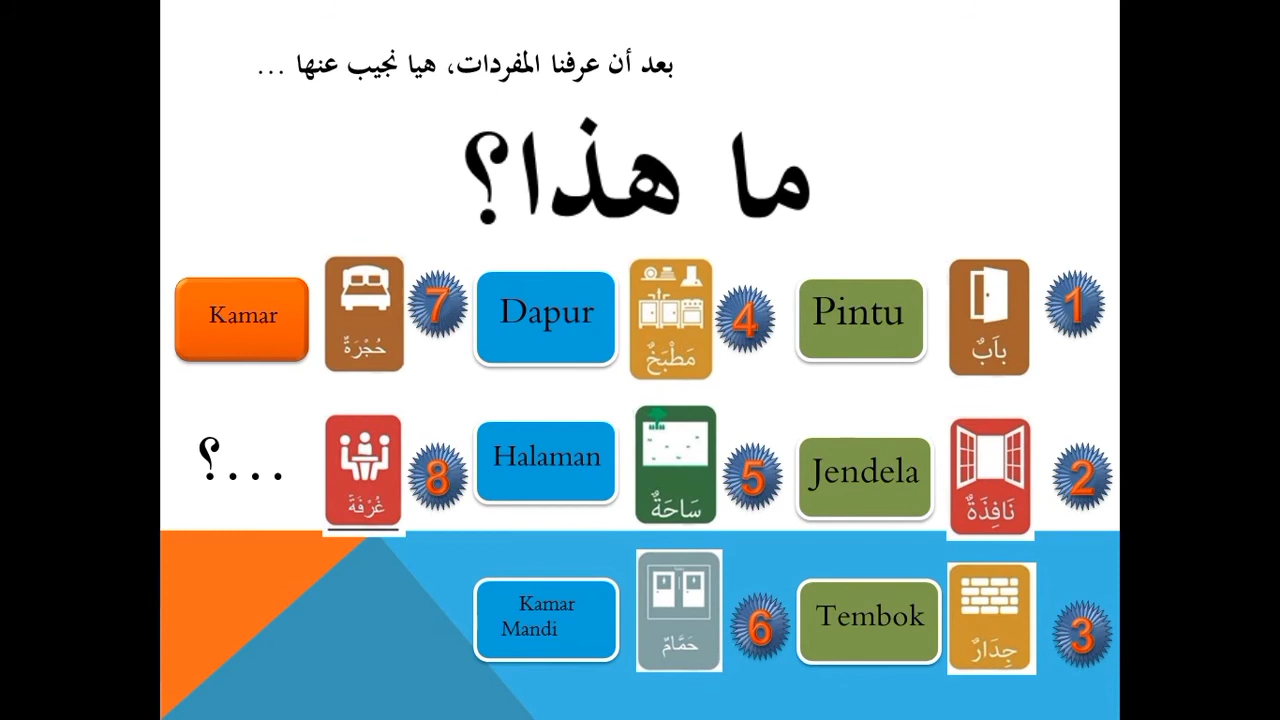 بعد أن عرفنا المفردات، هيا نجيب عنها ...
ما هذا؟
1
بَابٌ
Pintu
2
نَافِذَةٌ
Jendela
3
جِدَارٌ
Tembok
4
مَطْبَخٌ
Dapur
5
سَاحَةٌ
Halaman
6
حَمَّامٌ
Kamar
Mandi
7
حُجْرَةٌ
Kamar
8
غُرْفَةٌ
...؟